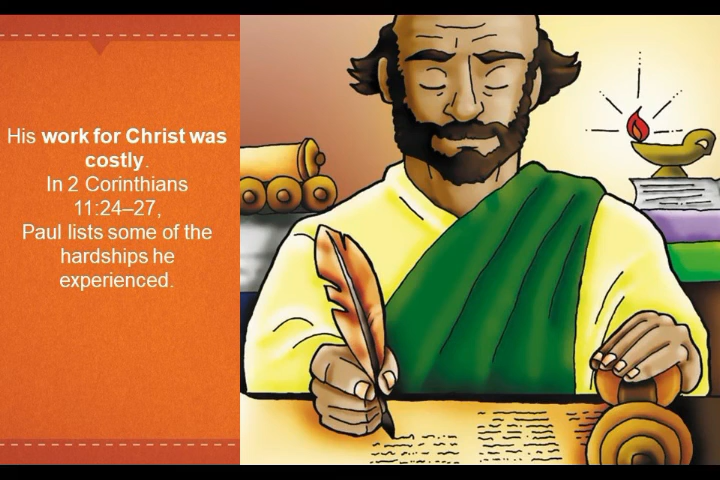 His work for Christ was
costly.
In 2 Corinthians
11:24–27,
Paul lists some of the
hardships he
experienced.